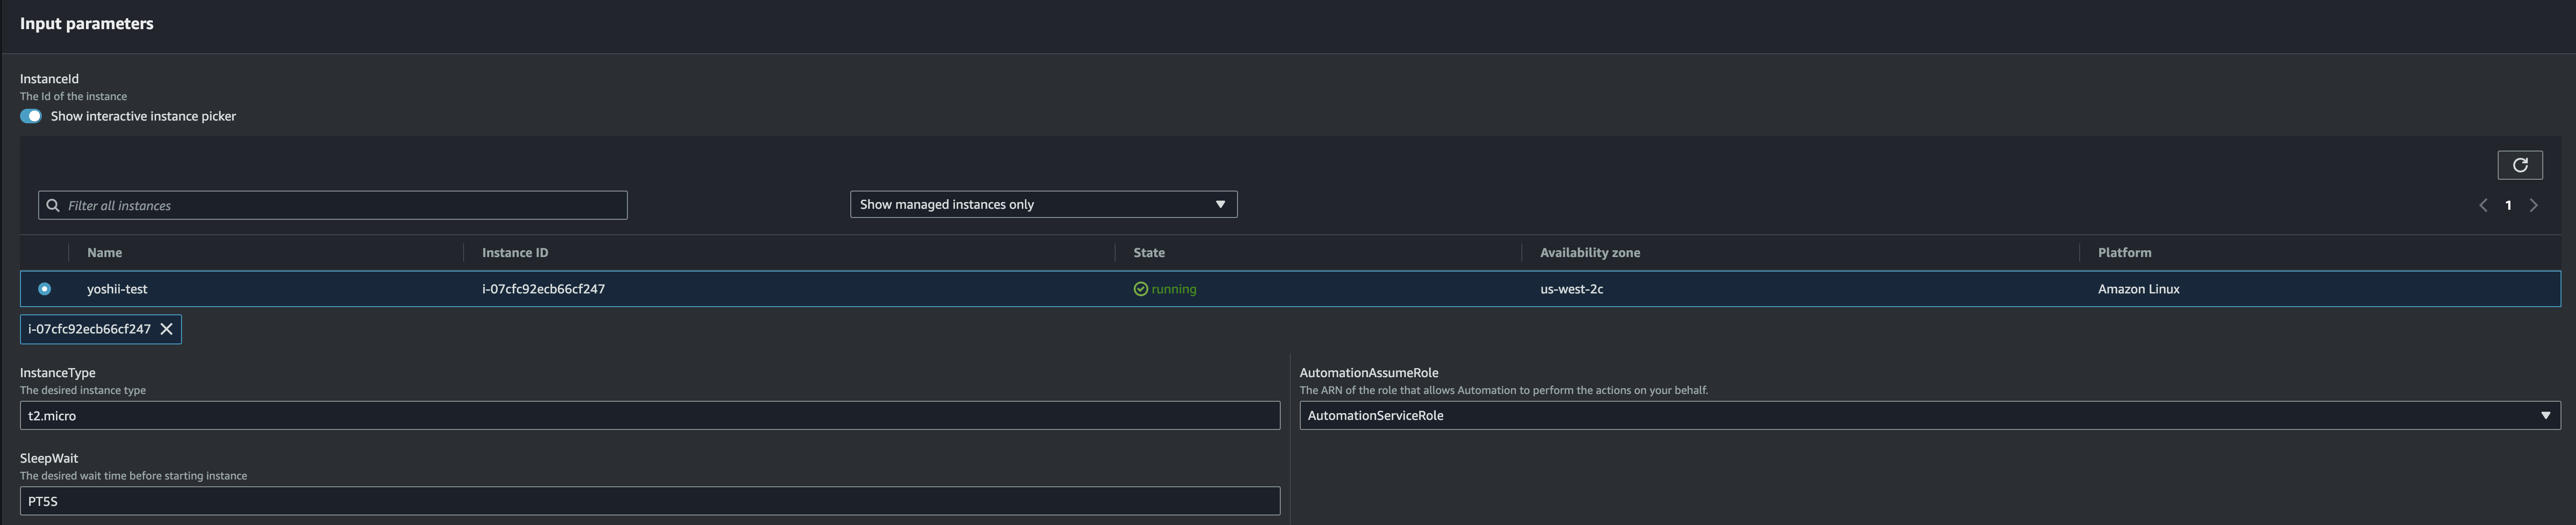 Input parameters
InstanceId
The Id of the instance
Show interactive instance picker
Filter all instances
Show managed instances only
1
Name Instance ID State Availability zone Platform
yoshii-test i-07cfc92ecb66cf247 running us-west-2c Amazon Linux
i-07cfc92ecb66cf247
InstanceType
The desired instance type
t2.micro
AutomationAssumeRole
The ARN of the role that allows Automation to perform the actions on your behalf.
AutomationServiceRole
SleepWait
The desired wait time before starting instance
PT5S